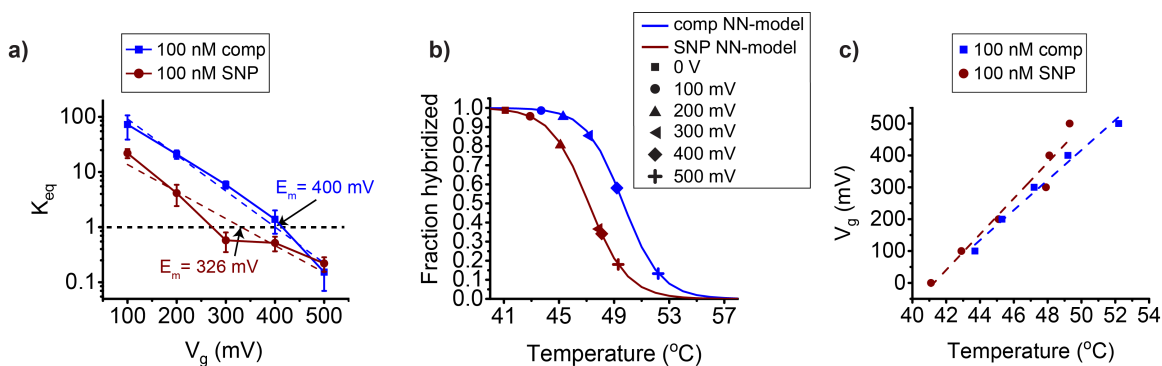 a)
100 nM comp
100 nM SNP
100
10
1
0.1
K_eq
E_m= 400 mV
E_m= 326 mV
100 200 300 400 500
V_g (mV)
b)
comp NN-model
SNP NN-model
0 V
100 mV
200 mV
300 mV
400 mV
500 mV
1.0
0.9
0.8
0.7
0.6
0.5
0.4
0.3
0.2
0.1
0.0
Fraction hybridized
41 45 49 53 57
Temperature (°C)
c)
100 nM comp
100 nM SNP
500
400
300
200
100
0
V_g (mV)
40 42 44 46 48 50 52 54
Temperature (°C)